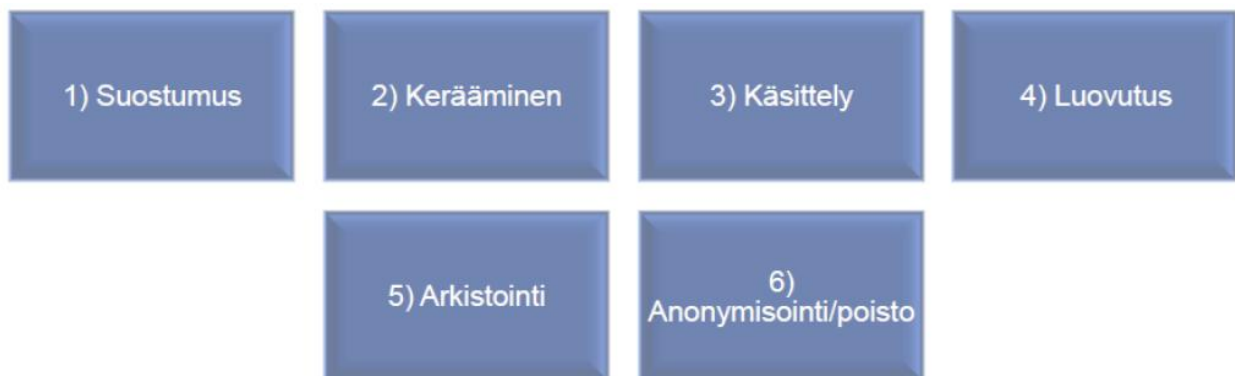 1) Suostumus
2) Kerääminen
3) Käsittely
4) Luovutus
5) Arkistointi
6)
Anonymisointi/poisto